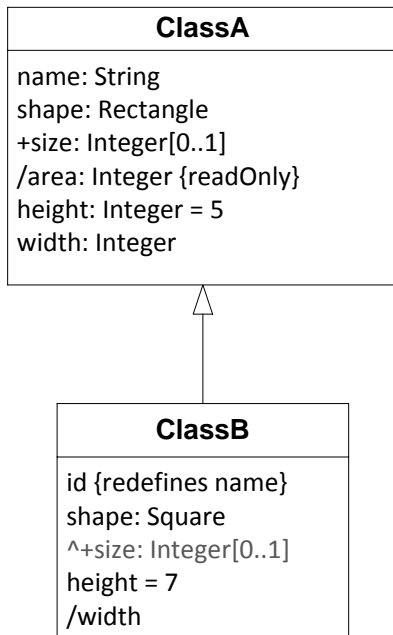 ClassA
name: String
shape: Rectangle
+size: Integer[0..1]
/area: Integer {readOnly}
height: Integer = 5
width: Integer
ClassB
id {redefines name}
shape: Square
^+size: Integer[0..1]
height = 7
/width